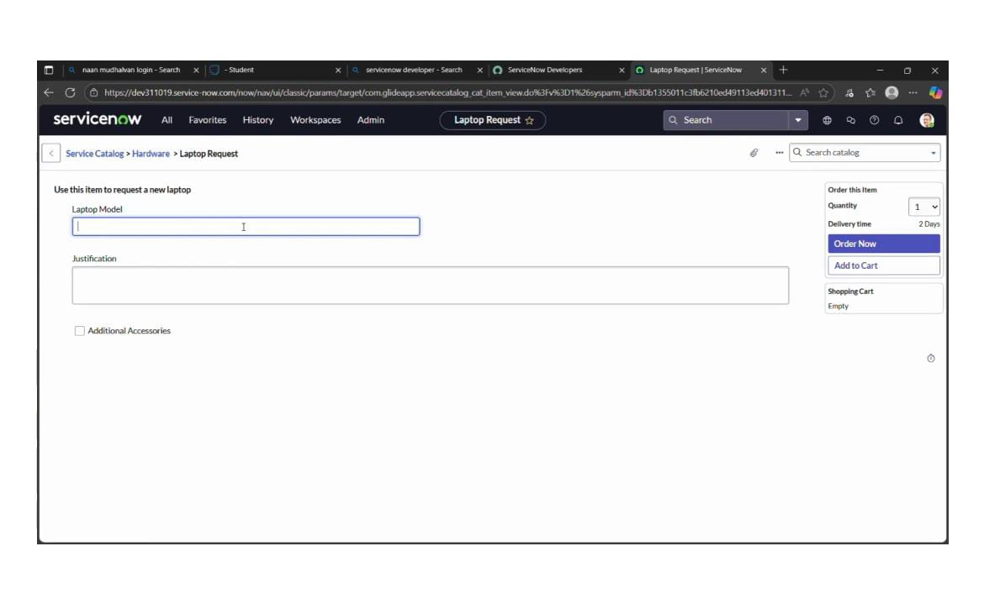 naan mudhalvan login - Search
- Student
servicenow developer - Search
ServiceNow Developers
Laptop Request | ServiceNow
https://dev311019.service-now.com/now/nav/ui/classic/params/target/com.glideapp.servicecatalog_cat_item_view.do%3Fv%3D1%26sysparm_id%3Db1355011c3fb6210ed49113ed401311...
servicenow All Favorites History Workspaces Admin
Laptop Request
Search
Service Catalog > Hardware > Laptop Request
Search catalog
Use this item to request a new laptop
Laptop Model
Justification
Additional Accessories
Order this Item
Quantity 1
Delivery time 2 Days
Order Now
Add to Cart
Shopping Cart
Empty